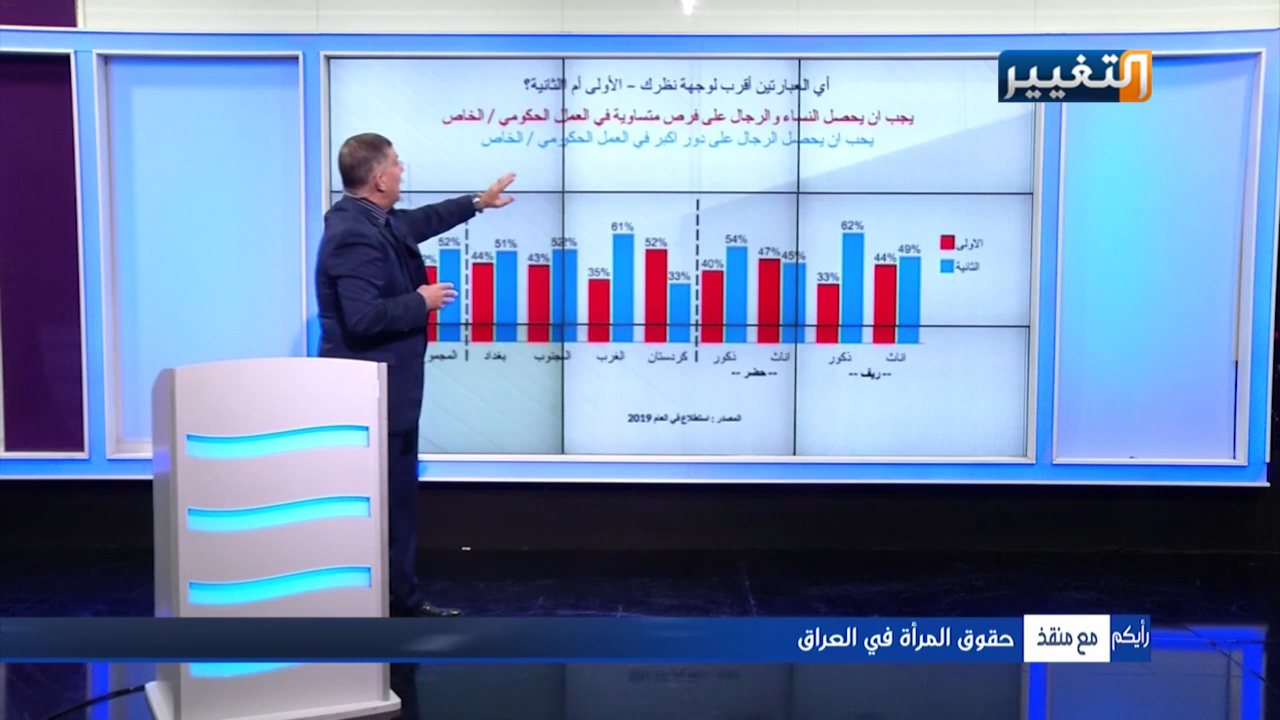 التغيير
أي العبارتين أقرب لوجهة نظرك – الأولى أم الثانية؟
يجب ان يحصل النساء والرجال على فرص متساوية في العمل الحكومي / الخاص
يحب ان يحصل الرجال على دور اكبر في العمل الحكومي / الخاص
52% 44% 51% 43% 52% 35% 61% 52% 33% 40% 54% 47% 45% 33% 62% 44% 49%
الاولى
الثانية
بغداد الجنوب الغرب كردستان ذكور اناث ذكور اناث
-- حضر -- -- ريف --
المصدر : استطلاع في العام 2019
رأيكم مع منقذ حقوق المرأة في العراق